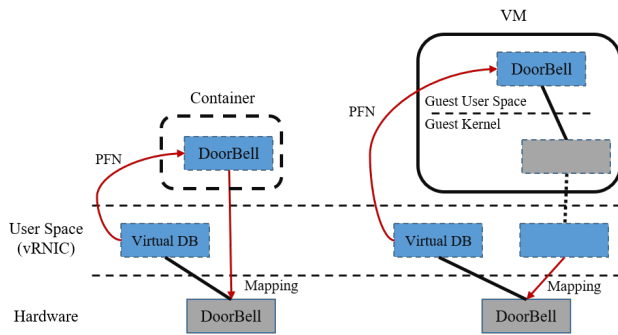 VM
DoorBell
Container
PFN
Guest User Space
Guest Kernel
PFN
DoorBell
User Space
(vRNIC)
Virtual DB
Virtual DB
Mapping
Mapping
Hardware
DoorBell
DoorBell